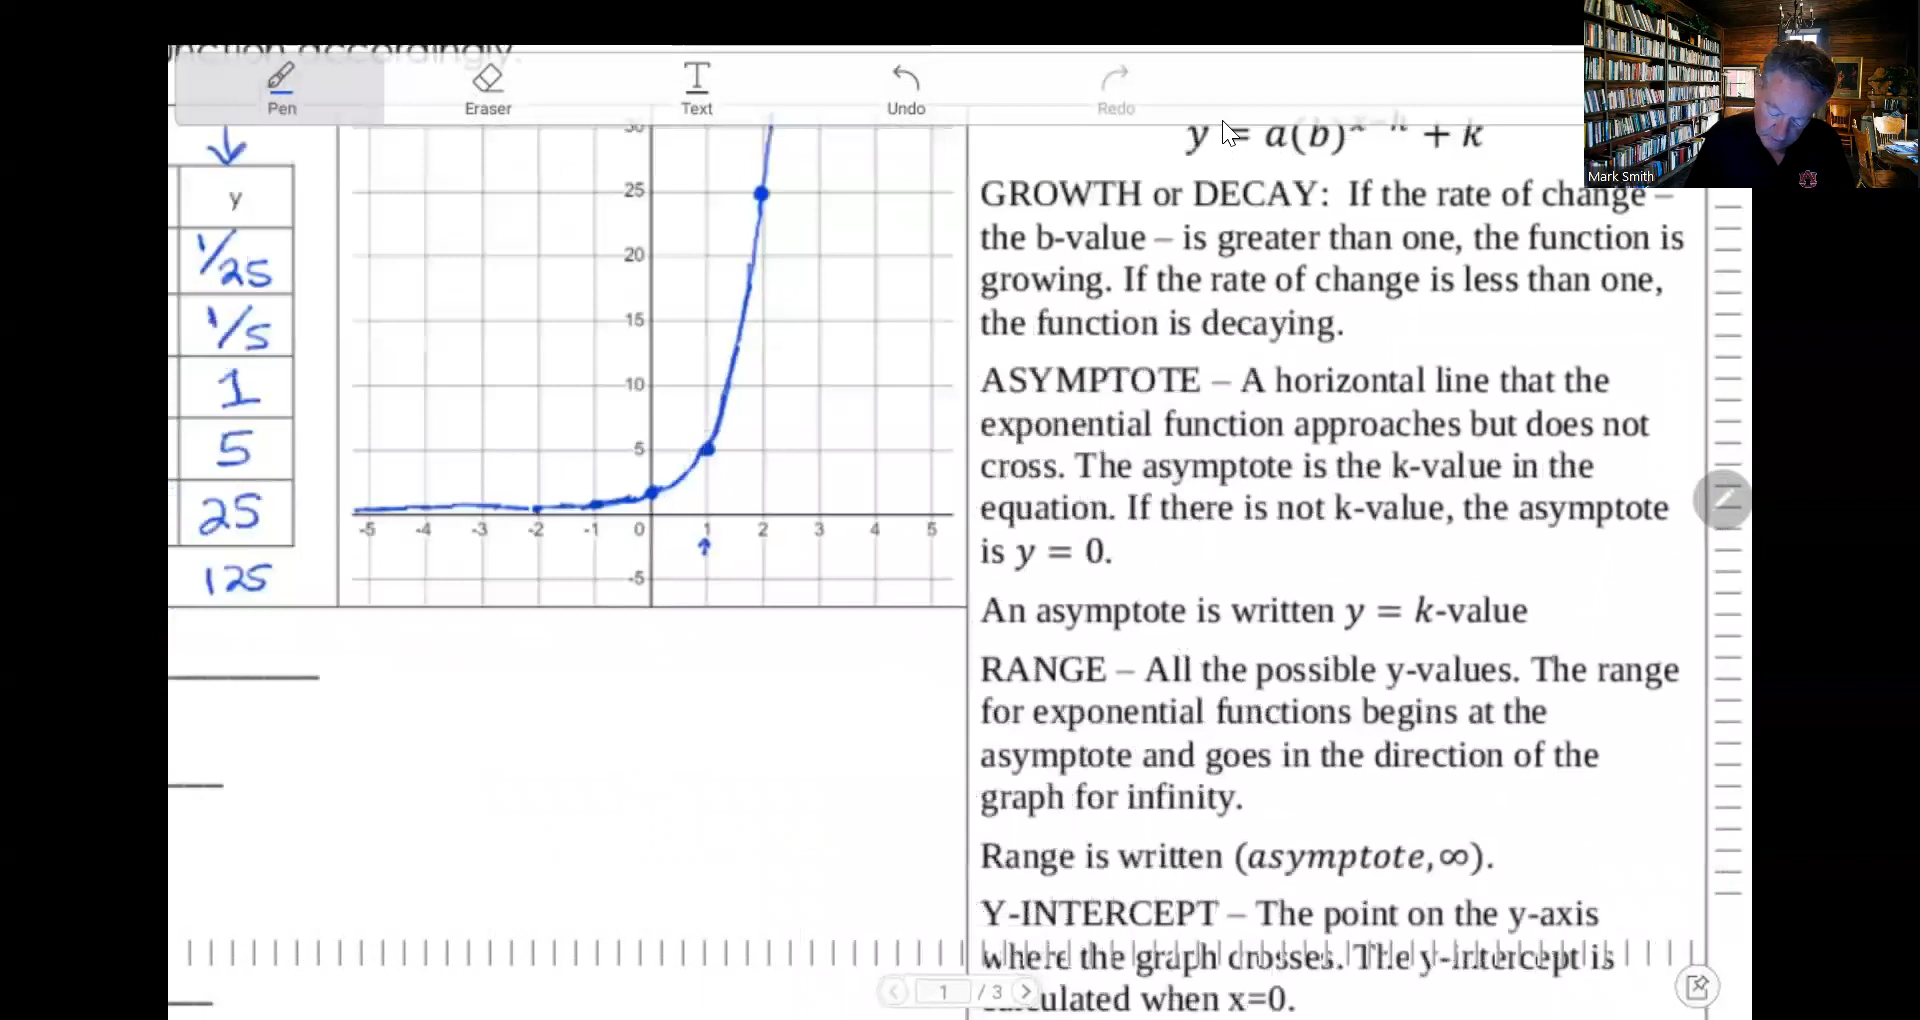 unction accordingly.
Pen
Eraser
Text
Undo
Redo
Mark Smith
y
1/25
1/5
1
5
25
125
30
25
20
15
10
5
-5 -4 -3 -2 -1 0 1 2 3 4 5
-5
y = a(b)^x-h + k
GROWTH or DECAY: If the rate of change –
the b-value – is greater than one, the function is
growing. If the rate of change is less than one,
the function is decaying.
ASYMPTOTE – A horizontal line that the
exponential function approaches but does not
cross. The asymptote is the k-value in the
equation. If there is not k-value, the asymptote
is y = 0.
An asymptote is written y = k-value
RANGE – All the possible y-values. The range
for exponential functions begins at the
asymptote and goes in the direction of the
graph for infinity.
Range is written (asymptote, ∞).
Y-INTERCEPT – The point on the y-axis
where the graph crosses. The y-intercept is
calculated when x=0.
1 / 3